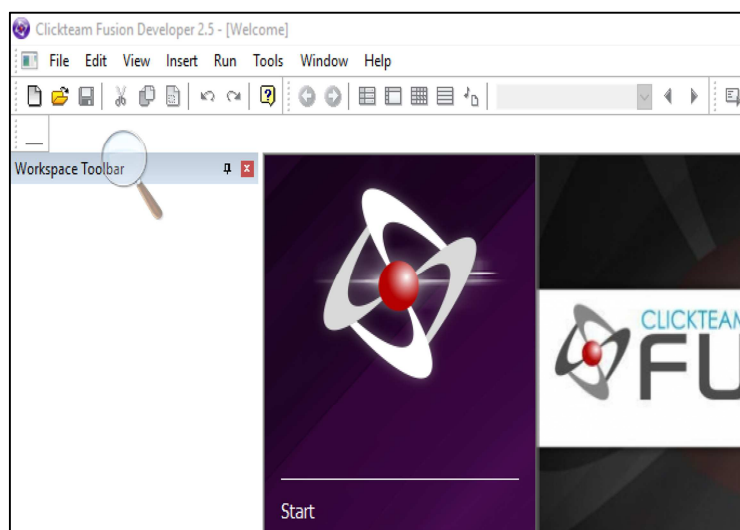 Clickteam Fusion Developer 2.5 - [Welcome]
File Edit View Insert Run Tools Window Help
Workspace Toolbar
CLICKTEAM
FU
Start